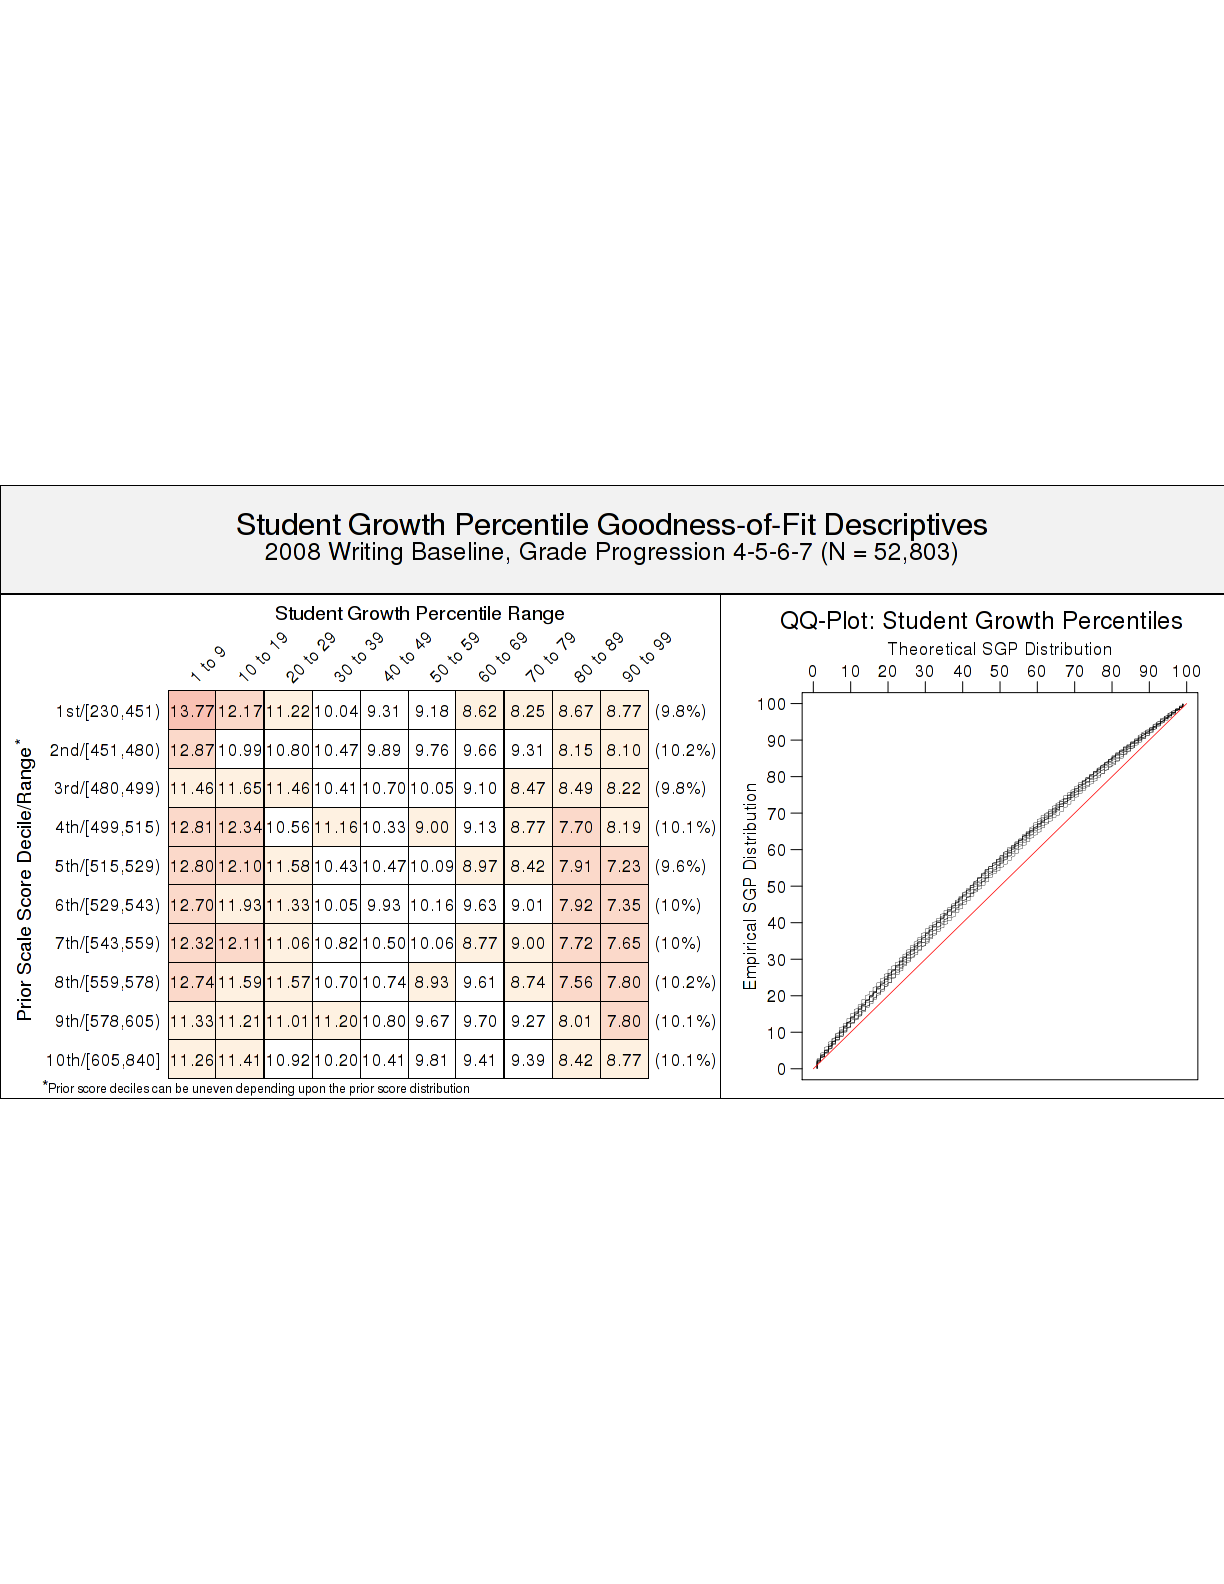 Student Growth Percentile Goodness-of-Fit Descriptives
2008 Writing Baseline, Grade Progression 4-5-6-7 (N = 52,803)
Student Growth Percentile Range
1 to 9 10 to 19 20 to 29 30 to 39 40 to 49 50 to 59 60 to 69 70 to 79 80 to 89 90 to 99
Prior Scale Score Decile/Range*
1st/[230,451) 13.77 12.17 11.22 10.04 9.31 9.18 8.62 8.25 8.67 8.77 (9.8%)
2nd/[451,480) 12.87 10.99 10.80 10.47 9.89 9.76 9.66 9.31 8.15 8.10 (10.2%)
3rd/[480,499) 11.46 11.65 11.46 10.41 10.70 10.05 9.10 8.47 8.49 8.22 (9.8%)
4th/[499,515) 12.81 12.34 10.56 11.16 10.33 9.00 9.13 8.77 7.70 8.19 (10.1%)
5th/[515,529) 12.80 12.10 11.58 10.43 10.47 10.09 8.97 8.42 7.91 7.23 (9.6%)
6th/[529,543) 12.70 11.93 11.33 10.05 9.93 10.16 9.63 9.01 7.92 7.35 (10%)
7th/[543,559) 12.32 12.11 11.06 10.82 10.50 10.06 8.77 9.00 7.72 7.65 (10%)
8th/[559,578) 12.74 11.59 11.57 10.70 10.74 8.93 9.61 8.74 7.56 7.80 (10.2%)
9th/[578,605) 11.33 11.21 11.01 11.20 10.80 9.67 9.70 9.27 8.01 7.80 (10.1%)
10th/[605,840] 11.26 11.41 10.92 10.20 10.41 9.81 9.41 9.39 8.42 8.77 (10.1%)
*Prior score deciles can be uneven depending upon the prior score distribution
QQ-Plot: Student Growth Percentiles
Theoretical SGP Distribution
0 10 20 30 40 50 60 70 80 90 100
Empirical SGP Distribution
100
90
80
70
60
50
40
30
20
10
0